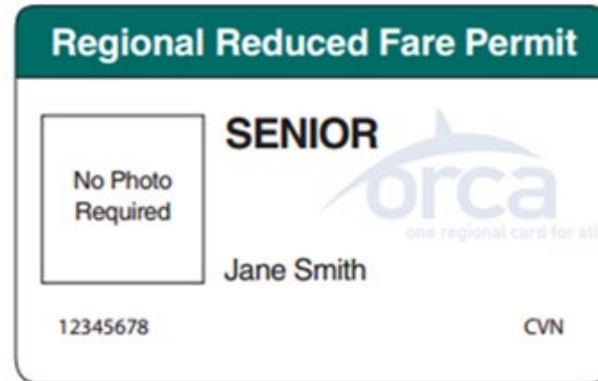 Regional Reduced Fare Permit
SENIOR
No Photo
Required
orca
one regional card for all
Jane Smith
12345678
CVN